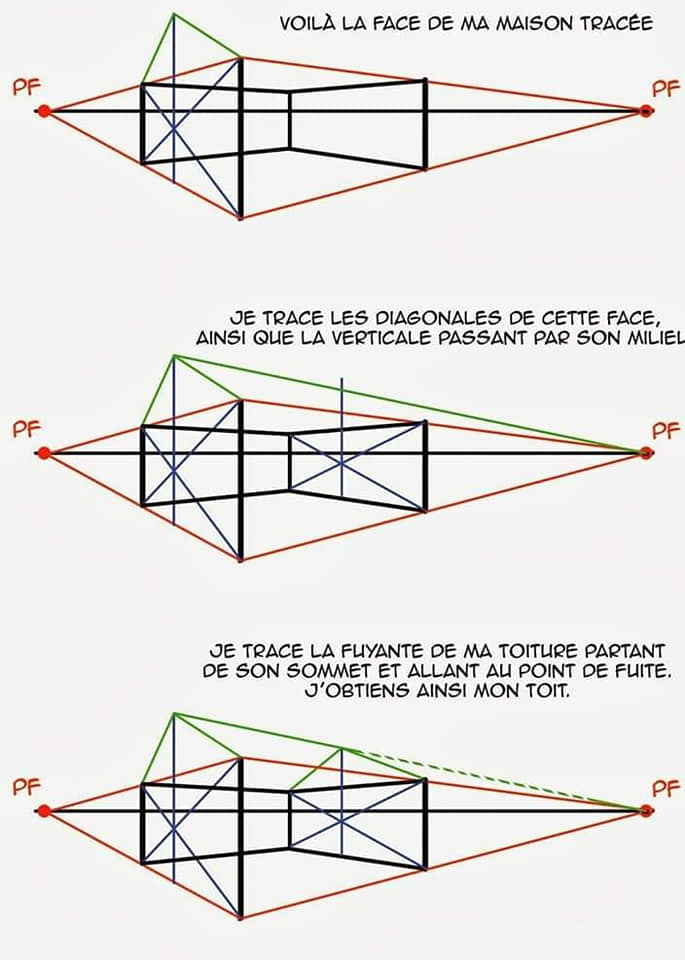 VOILÀ LA FACE DE MA MAISON TRACÉE
PF
PF
JE TRACE LES DIAGONALES DE CETTE FACE,
AINSI QUE LA VERTICALE PASSANT PAR SON MILIEU
PF
PF
JE TRACE LA FUYANTE DE MA TOITURE PARTANT
DE SON SOMMET ET ALLANT AU POINT DE FUITE.
J'OBTIENS AINSI MON TOIT.
PF
PF